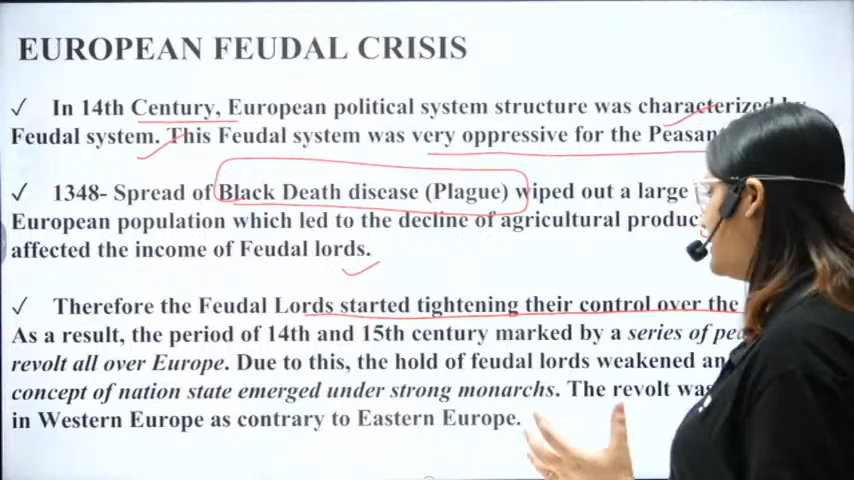 EUROPEAN FEUDAL CRISIS
✓ In 14th Century, European political system structure was characterized by
Feudal system. This Feudal system was very oppressive for the
✓ 1348- Spread of Black Death disease (Plague) wiped out a large
European population which led to the decline of agricultural
affected the income of Feudal lords.
✓ Therefore the Feudal Lords started tightening their control over the
As a result, the period of 14th and 15th century marked by a series of
revolt all over Europe. Due to this, the hold of feudal lords weakened
concept of nation state emerged under strong monarchs. The revolt was
in Western Europe as contrary to Eastern Europe.